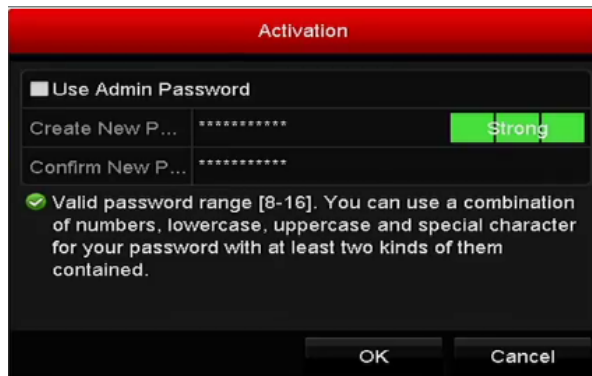 Activation
Use Admin Password
Create New P... *********** Strong
Confirm New P... ***********
Valid password range [8-16]. You can use a combination
of numbers, lowercase, uppercase and special character
for your password with at least two kinds of them
contained.
OK Cancel